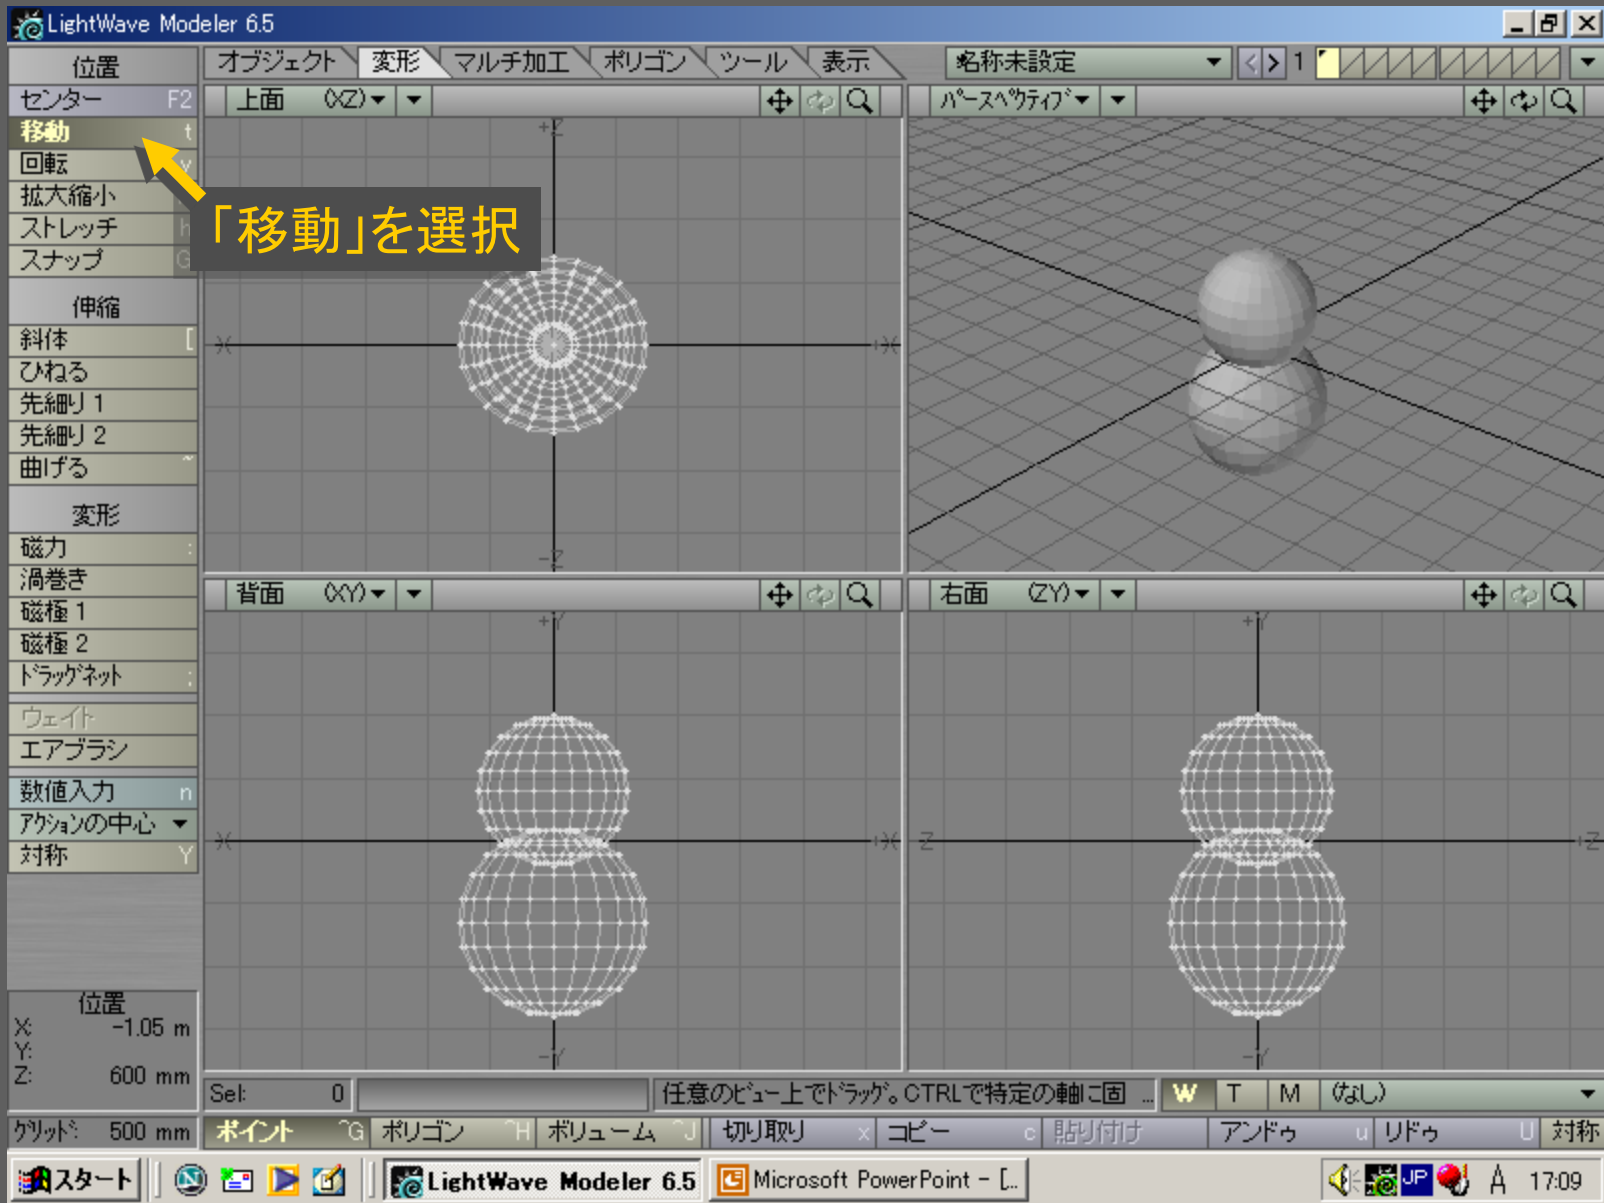 LightWave Modeler 6.5
位置
オブジェクト 変形 マルチ加工 ポリゴン ツール 表示
名称未設定
1
センター F2
移動 t
回転 y
拡大縮小
ストレッチ h
スナップ G
「移動」を選択
伸縮
斜体 [
ひねる
先細り 1
先細り 2
曲げる ~
変形
磁力 :
渦巻き
磁極 1
磁極 2
ドラッグネット ;
ウェイト
エアブラシ
数値入力 n
アクションの中心
対称 Y
上面 (XZ)
+Z
-X
+X
-Z
パースペクティブ
背面 (XY)
+Y
-X
+X
-Y
右面 (ZY)
+Y
-Z
+Z
-Y
位置
X: -1.05 m
Y:
Z: 600 mm
グリッド: 500 mm
Sel: 0
任意のビュー上でドラッグ。CTRLで特定の軸に固 ...
W T M (なし)
ポイント ^G ポリゴン ^H ボリューム ^J 切り取り x コピー c 貼り付け アンドゥ u リドゥ U 対称
スタート LightWave Modeler 6.5 Microsoft PowerPoint - [... JP A 17:09